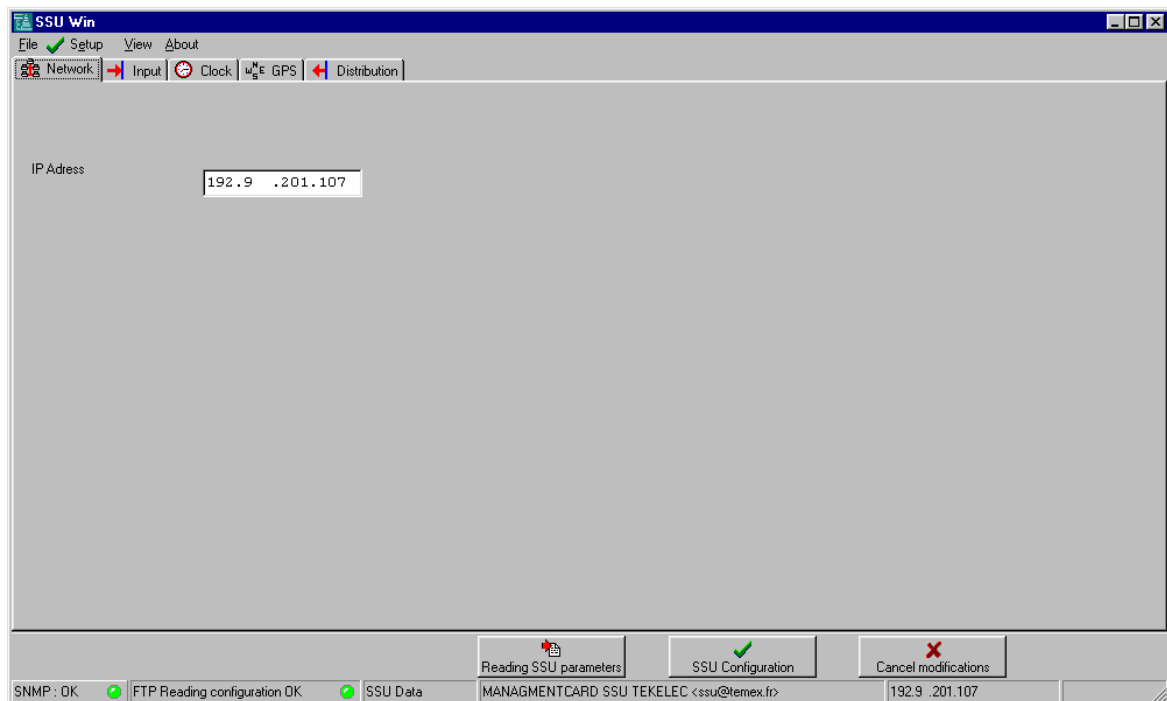 SSU Win
File Setup View About
Network Input Clock GPS Distribution
IP Adress
192.9 .201.107
Reading SSU parameters SSU Configuration Cancel modifications
SNMP : OK FTP Reading configuration OK SSU Data MANAGMENTCARD SSU TEKELEC <ssu@temex.fr> 192.9 .201.107